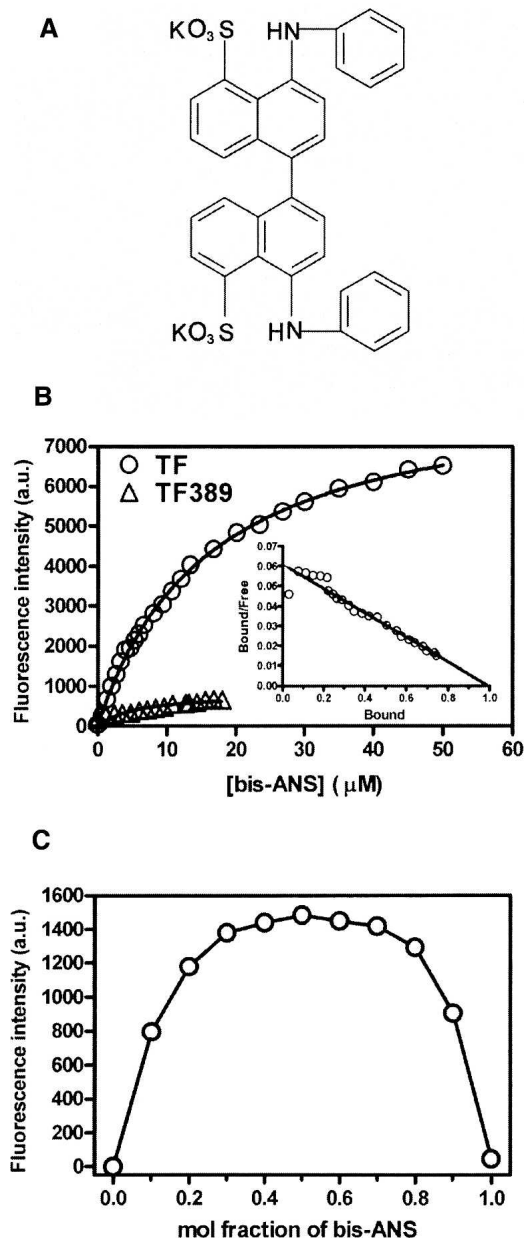 A
KO₃S
HN
KO₃S
HN
B
Fluorescence intensity (a.u.)
7000
6000
5000
4000
3000
2000
1000
0
TF
TF389
Bound/Free
0.07
0.06
0.05
0.04
0.03
0.02
0.01
0.00
0.0 0.2 0.4 0.6 0.8 1.0
Bound
0 10 20 30 40 50 60
[bis-ANS] ( μM)
C
Fluorescence intensity (a.u.)
1600
1400
1200
1000
800
600
400
200
0
0.0 0.2 0.4 0.6 0.8 1.0
mol fraction of bis-ANS